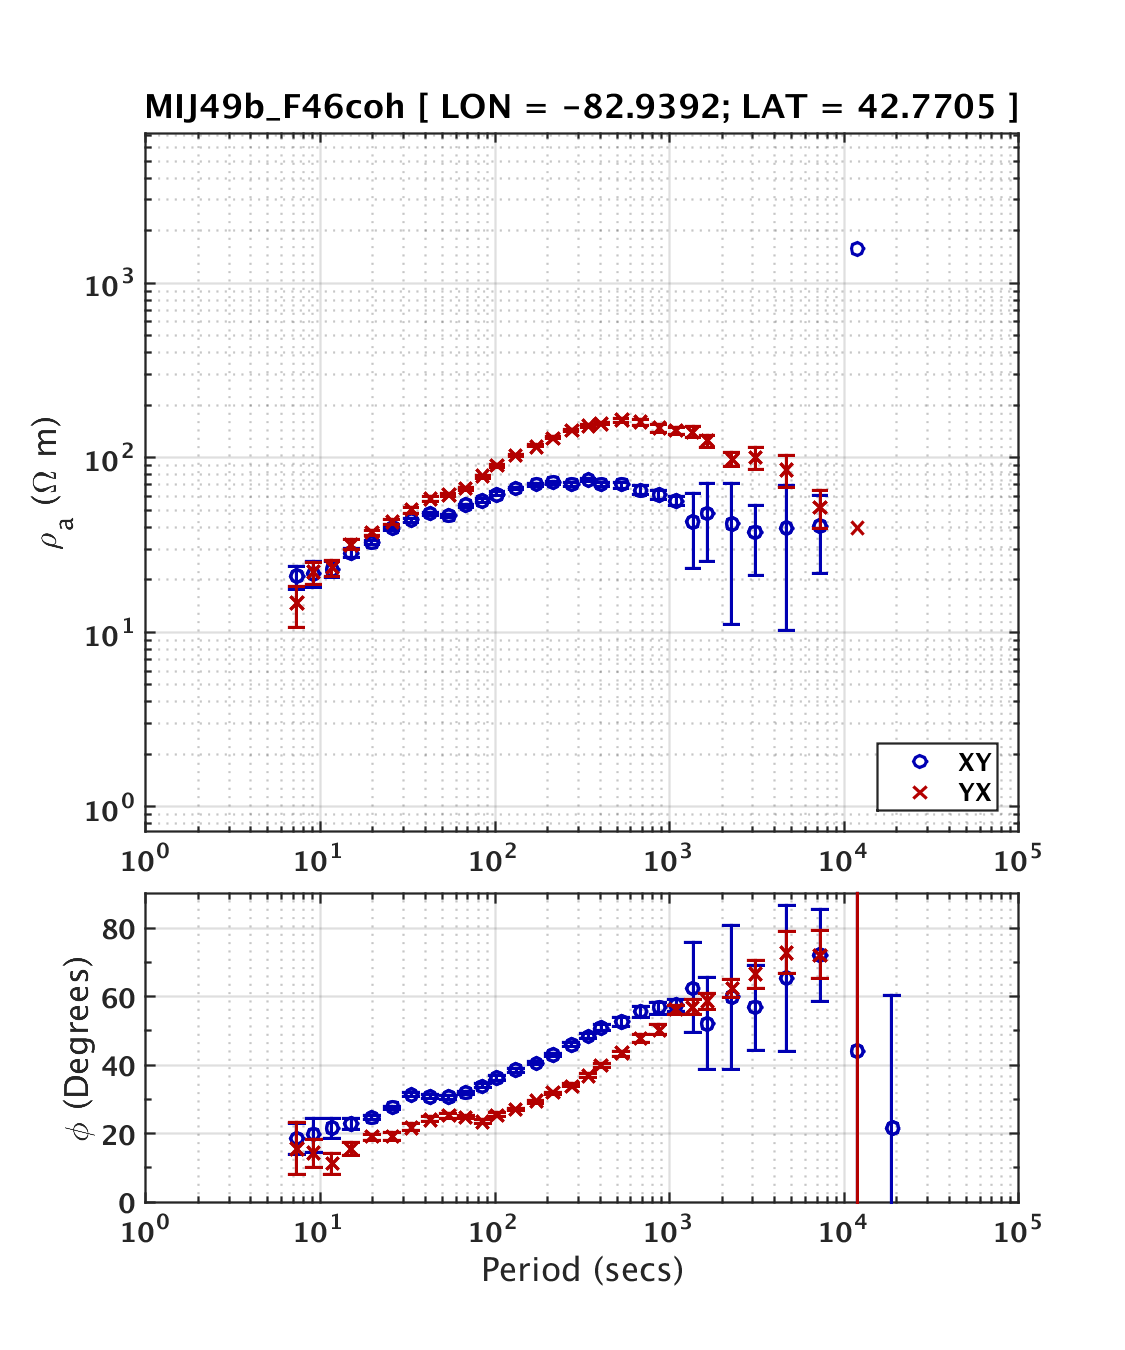 MIJ49b_F46coh [ LON = -82.9392; LAT = 42.7705 ]
ρa (Ω m)
10^3
10^2
10^1
10^0
XY
YX
10^0 10^1 10^2 10^3 10^4 10^5
ϕ (Degrees)
80
60
40
20
0
10^0 10^1 10^2 10^3 10^4 10^5
Period (secs)